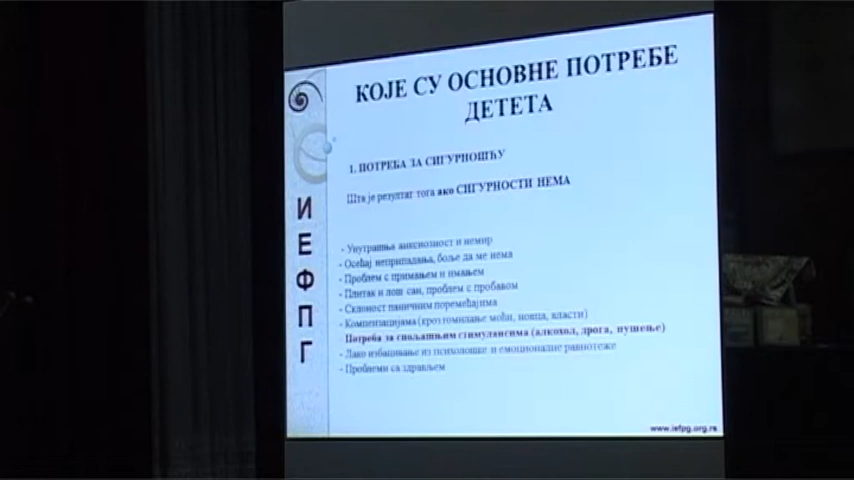 КОЈЕ СУ ОСНОВНЕ ПОТРЕБЕ
ДЕТЕТА
1. ПОТРЕБА ЗА СИГУРНОШЋУ
Шта је резултат тога ако СИГУРНОСТИ НЕМА
- Унутрашња анксиозност и немир
- Осећај неприпадања, боље да ме нема
- Проблем с примањем и имањем
- Плитак и лош сан, проблем с пробавом
- Склоност паничним поремећајима
- Компензацијама (кроз гомилање моћи, новца, власти)
- Потреба за спољашњим стимулансима (алкохол, дрога, пушење)
- Лако избацивање из психолошке и емоционалне равнотеже
- Проблеми са здрављем
И
Е
Ф
П
Г
www.iefpg.org.rs